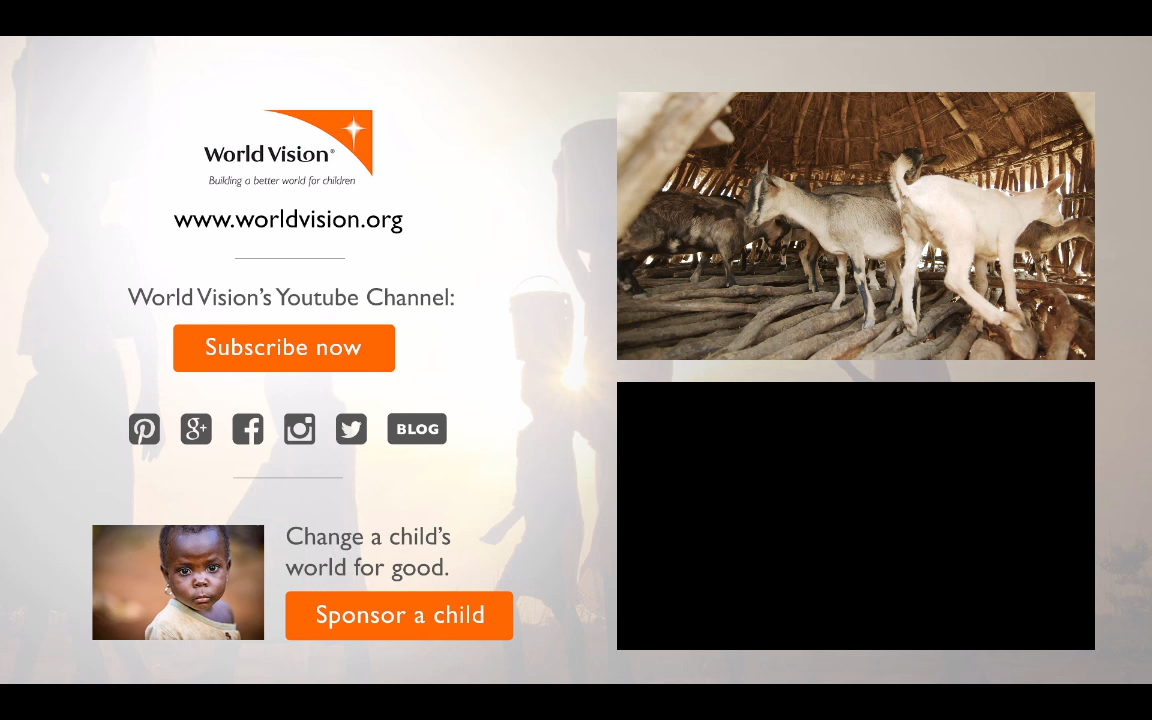 World Vision®
Building a better world for children
www.worldvision.org
World Vision's Youtube Channel:
Subscribe now
BLOG
Change a child's
world for good.
Sponsor a child